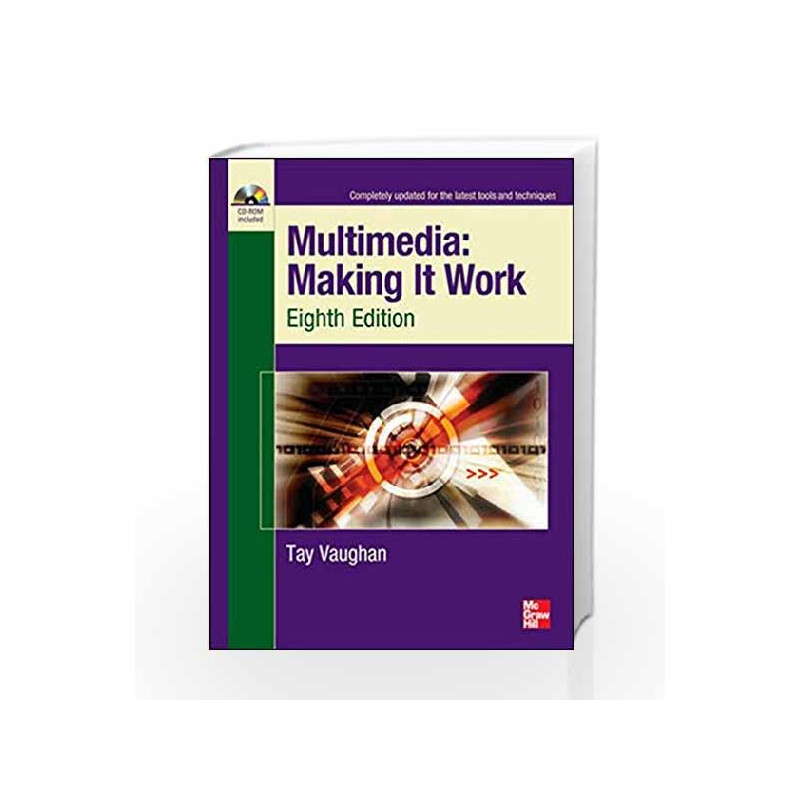 CD-ROM
included
Completely updated for the latest tools and techniques
Multimedia:
Making It Work
Eighth Edition
Tay Vaughan
Mc
Graw
Hill